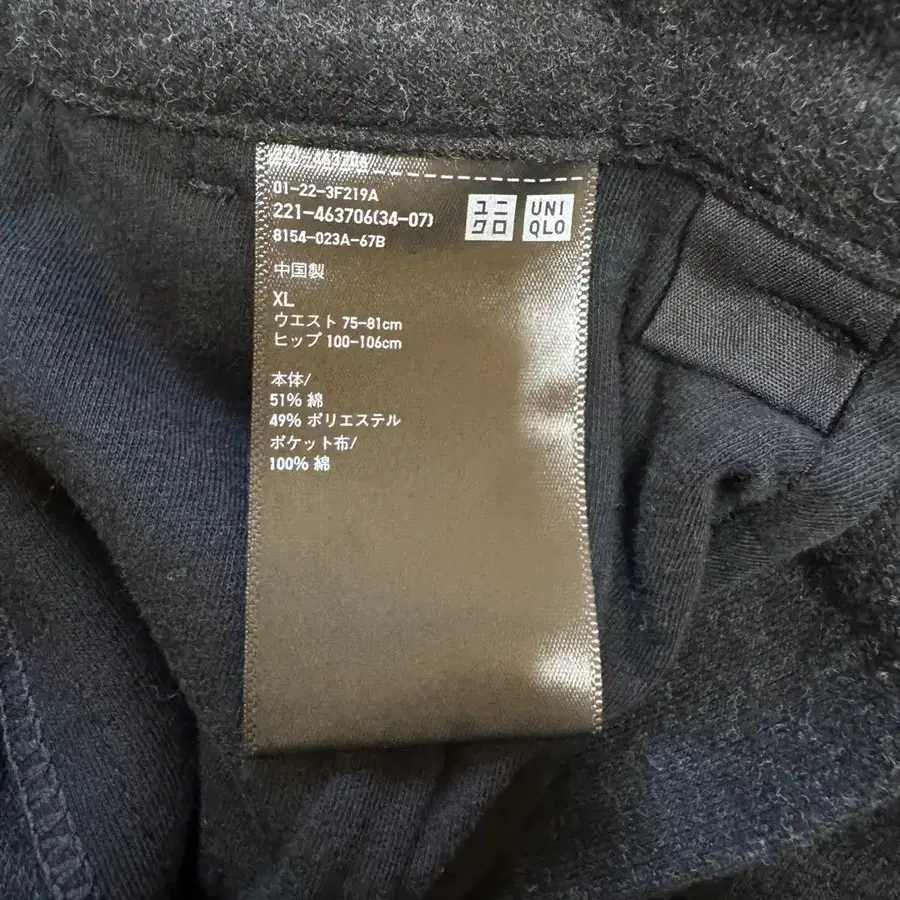 01-22-3F219A
221-463706(34-07)
8154-023A-67B
ユニ
クロ
UNI
QLO
中国製
XL
ウエスト 75-81cm
ヒップ 100-106cm
本体/
51% 綿
49% ポリエステル
ポケット布/
100% 綿